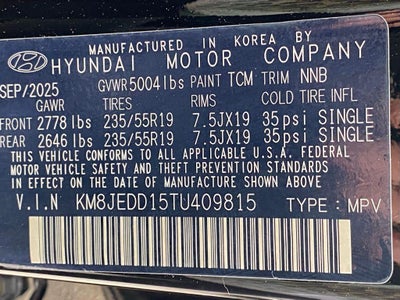 MANUFACTURED IN KOREA BY
HYUNDAI MOTOR COMPANY
SEP/2025 GVWR 5004lbs PAINT TCM TRIM NNB
GAWR TIRES RIMS COLD TIRE INFL
FRONT 2778 lbs 235/55R19 7.5JX19 35psi SINGLE
REAR 2646 lbs 235/55R19 7.5JX19 35psi SINGLE
THIS VEHICLE CONFORMS TO ALL APPLICABLE U.S.A. FEDERAL
MOTOR VEHICLE SAFETY AND THEFT PREVENTION STANDARDS
IN EFFECT ON THE DATE OF MANUFACTURE SHOWN ABOVE
V.I.N KM8JEDD15TU409815 TYPE: MPV